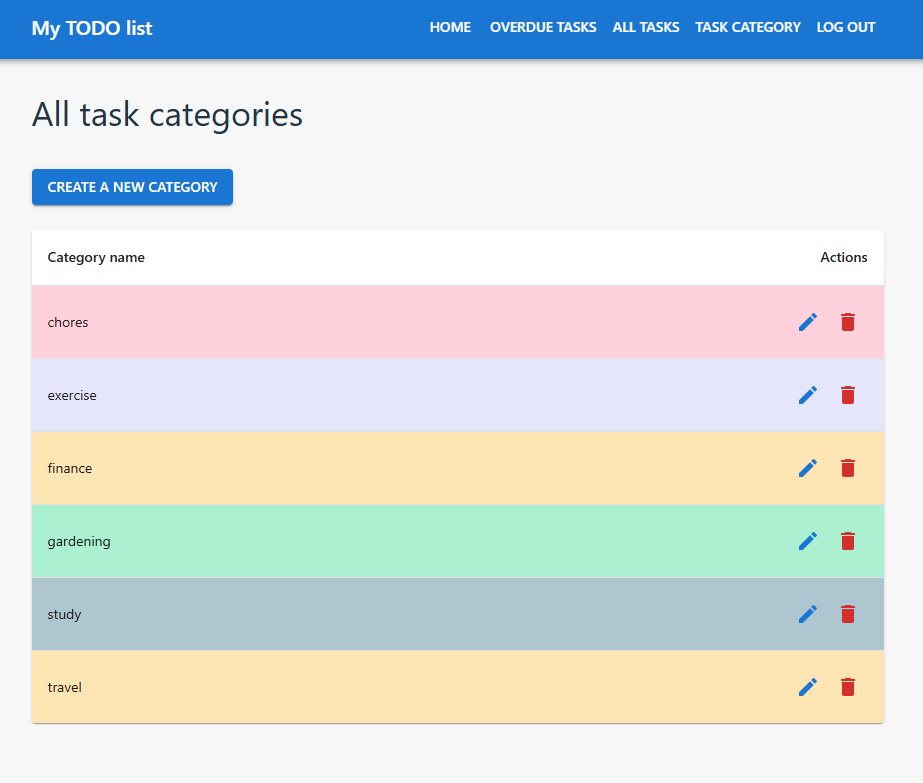 My TODO list HOME OVERDUE TASKS ALL TASKS TASK CATEGORY LOG OUT
All task categories
CREATE A NEW CATEGORY
Category name Actions
chores
exercise
finance
gardening
study
travel